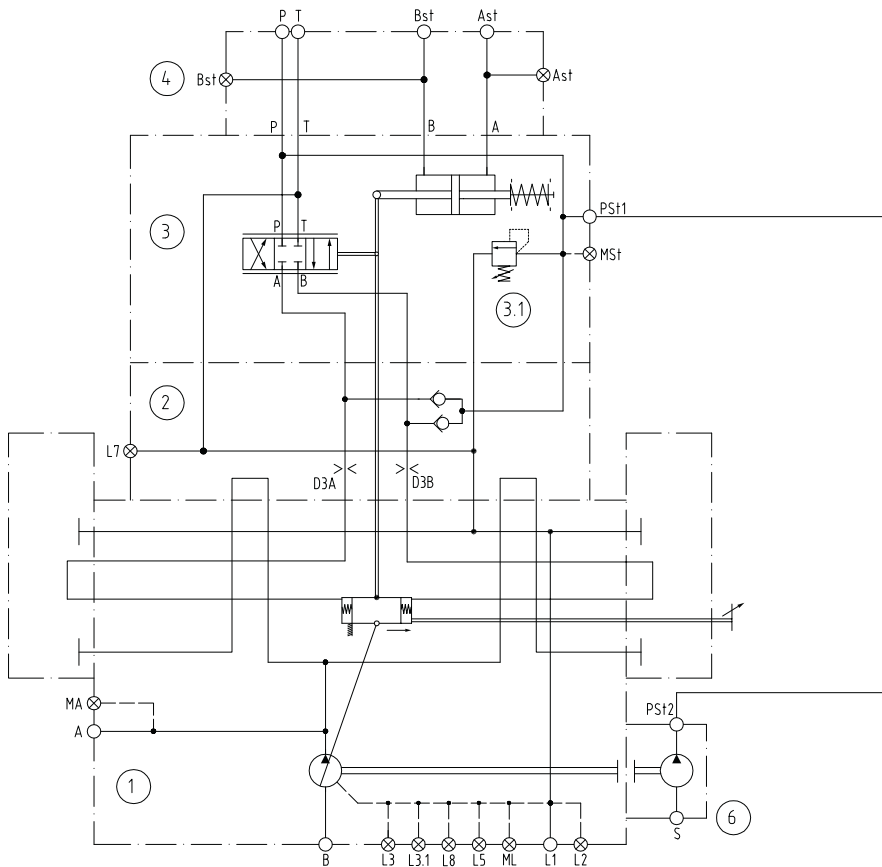 P T Bst Ast
4 Bst Ast
P T B A
PSt1
3 P T
MSt
A B
3.1
2
L7
D3A D3B
MA PSt2
A
1 6
S
B L3 L3.1 L8 L5 ML L1 L2